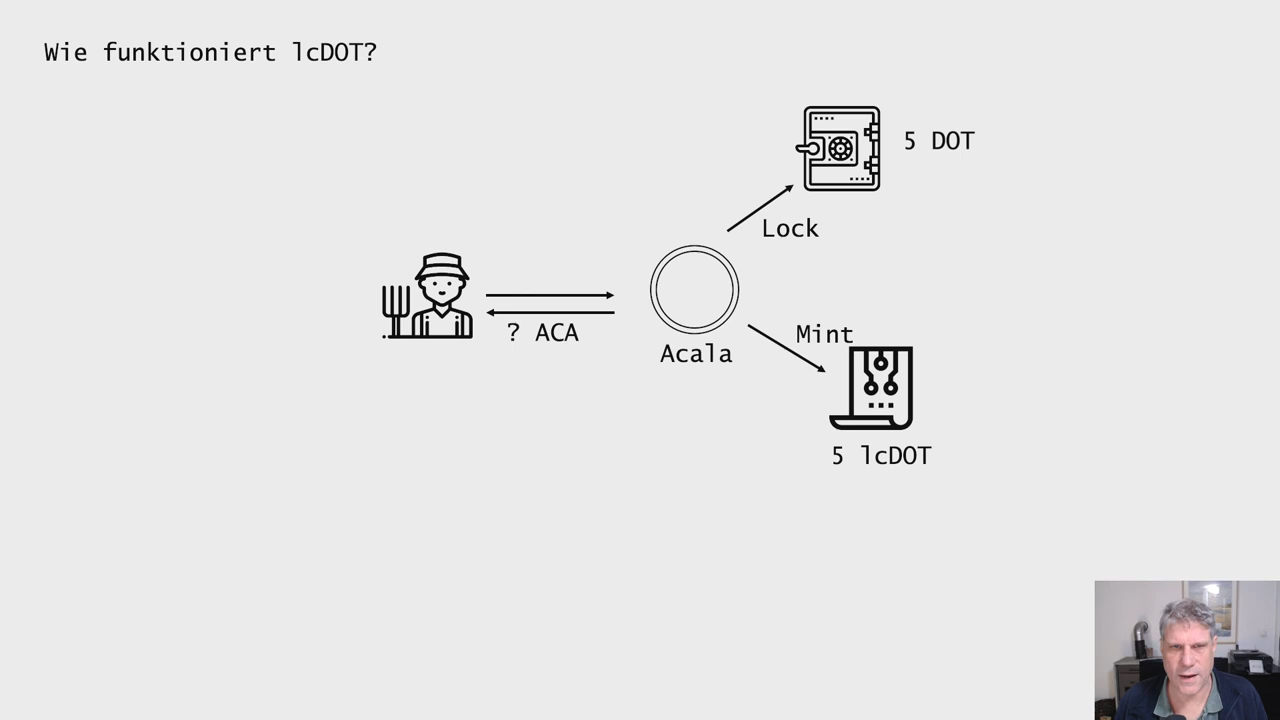 Wie funktioniert lcDOT?
5 DOT
Lock
? ACA
Acala
Mint
5 lcDOT